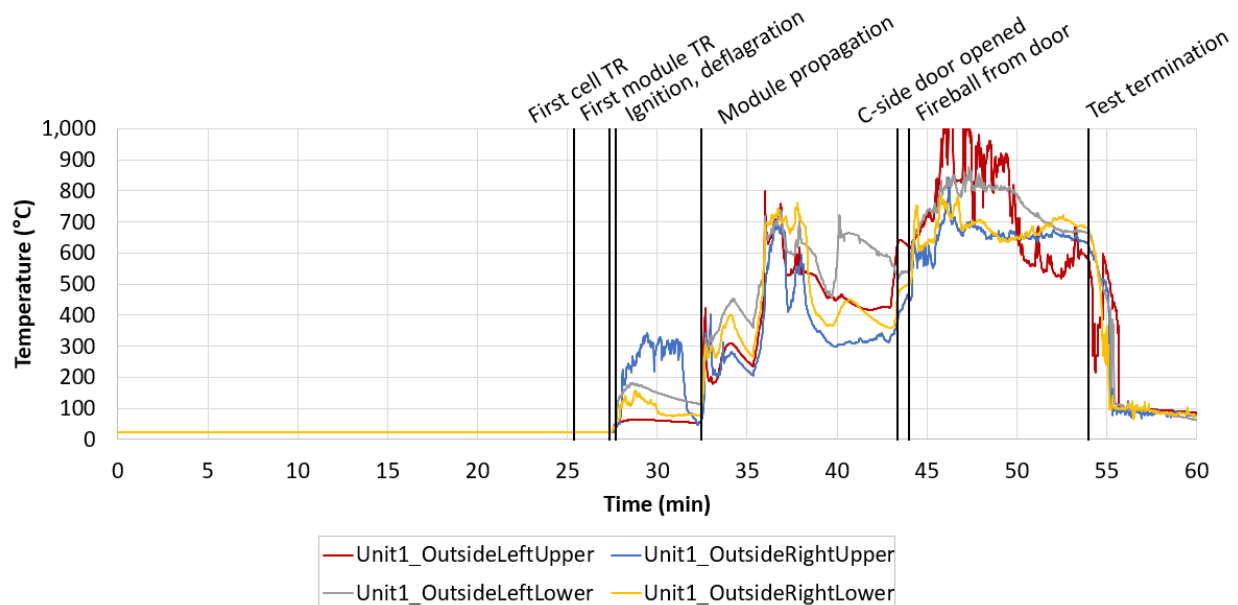 First cell TR
First module TR
Ignition, deflagration
Module propagation
C-side door opened
Fireball from door
Test termination
Temperature (°C)
1,000
900
800
700
600
500
400
300
200
100
0
0 5 10 15 20 25 30 35 40 45 50 55 60
Time (min)
Unit1_OutsideLeftUpper Unit1_OutsideRightUpper
Unit1_OutsideLeftLower Unit1_OutsideRightLower